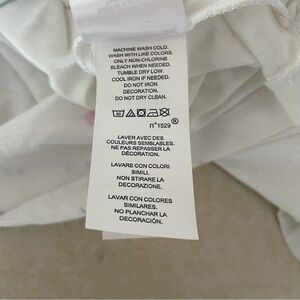 MACHINE WASH COLD.
WASH WITH LIKE COLORS.
ONLY NON-CHLORINE
BLEACH WHEN NEEDED.
TUMBLE DRY LOW.
COOL IRON IF NEEDED.
DO NOT IRON
DECORATION.
DO NOT DRY CLEAN.
n°1529®
LAVER AVEC DES
COULEURS SEMBLABLES.
NE PAS REPASSER LA
DÉCORATION.
LAVARE CON COLORI
SIMILI.
NON STIRARE LA
DECORAZIONE.
LAVAR CON COLORES
SIMILARES.
NO PLANCHAR LA
DECORACIÓN.